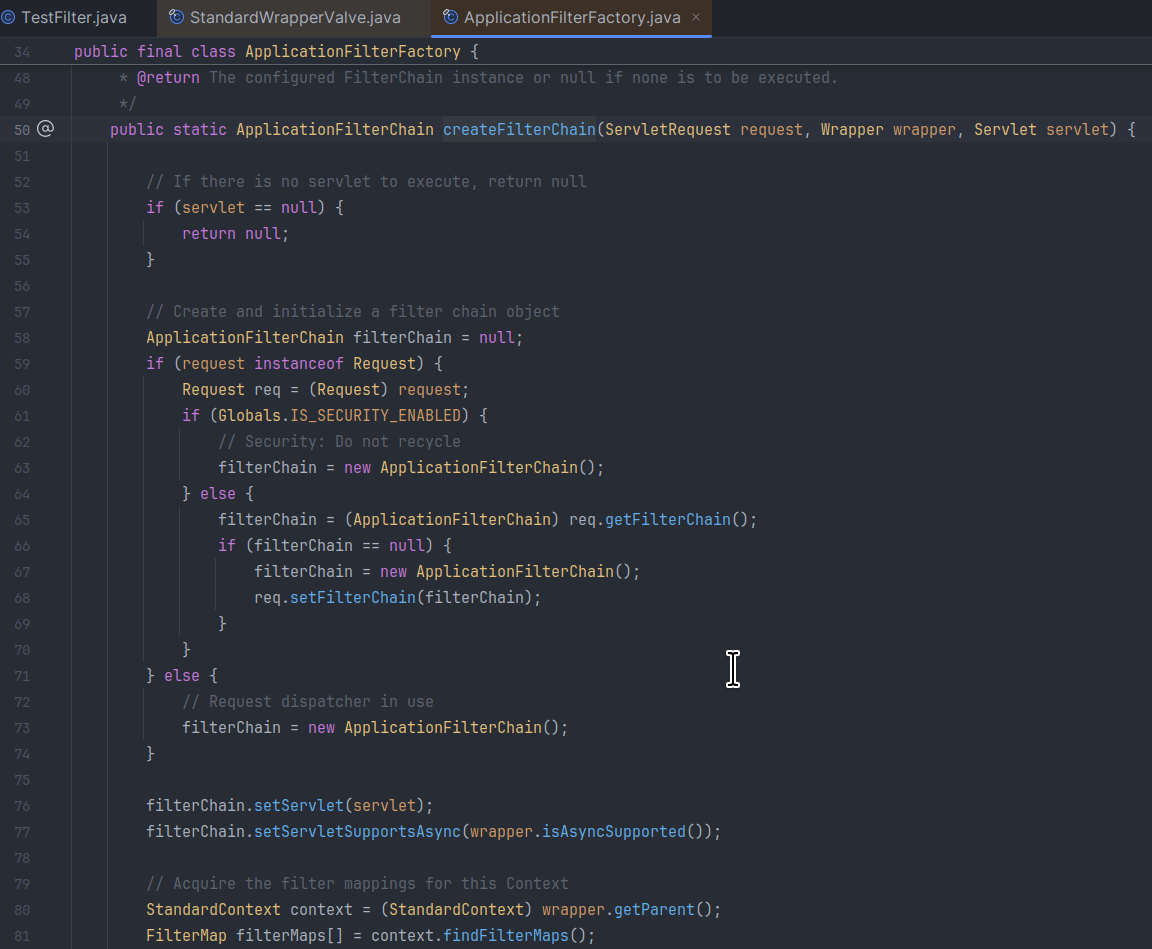 TestFilter.java StandardWrapperValve.java ApplicationFilterFactory.java ×
34 public final class ApplicationFilterFactory {
48 * @return The configured FilterChain instance or null if none is to be executed.
49 */
50 @ public static ApplicationFilterChain createFilterChain(ServletRequest request, Wrapper wrapper, Servlet servlet) {
51
52 // If there is no servlet to execute, return null
53 if (servlet == null) {
54 return null;
55 }
56
57 // Create and initialize a filter chain object
58 ApplicationFilterChain filterChain = null;
59 if (request instanceof Request) {
60 Request req = (Request) request;
61 if (Globals.IS_SECURITY_ENABLED) {
62 // Security: Do not recycle
63 filterChain = new ApplicationFilterChain();
64 } else {
65 filterChain = (ApplicationFilterChain) req.getFilterChain();
66 if (filterChain == null) {
67 filterChain = new ApplicationFilterChain();
68 req.setFilterChain(filterChain);
69 }
70 }
71 } else {
72 // Request dispatcher in use
73 filterChain = new ApplicationFilterChain();
74 }
75
76 filterChain.setServlet(servlet);
77 filterChain.setServletSupportsAsync(wrapper.isAsyncSupported());
78
79 // Acquire the filter mappings for this Context
80 StandardContext context = (StandardContext) wrapper.getParent();
81 FilterMap filterMaps[] = context.findFilterMaps();